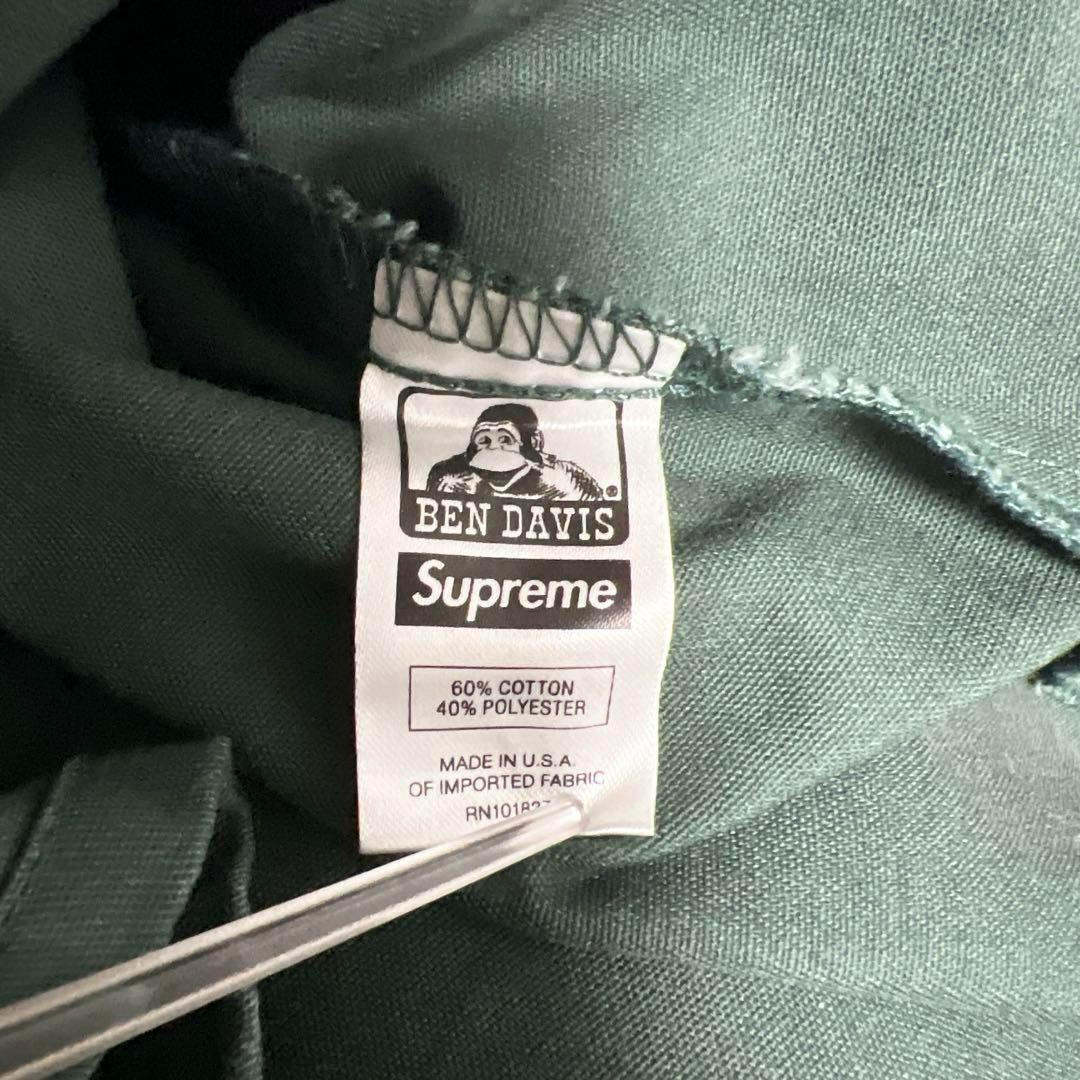 BEN DAVIS
®
Supreme
60% COTTON
40% POLYESTER
MADE IN U.S.A.
OF IMPORTED FABRIC